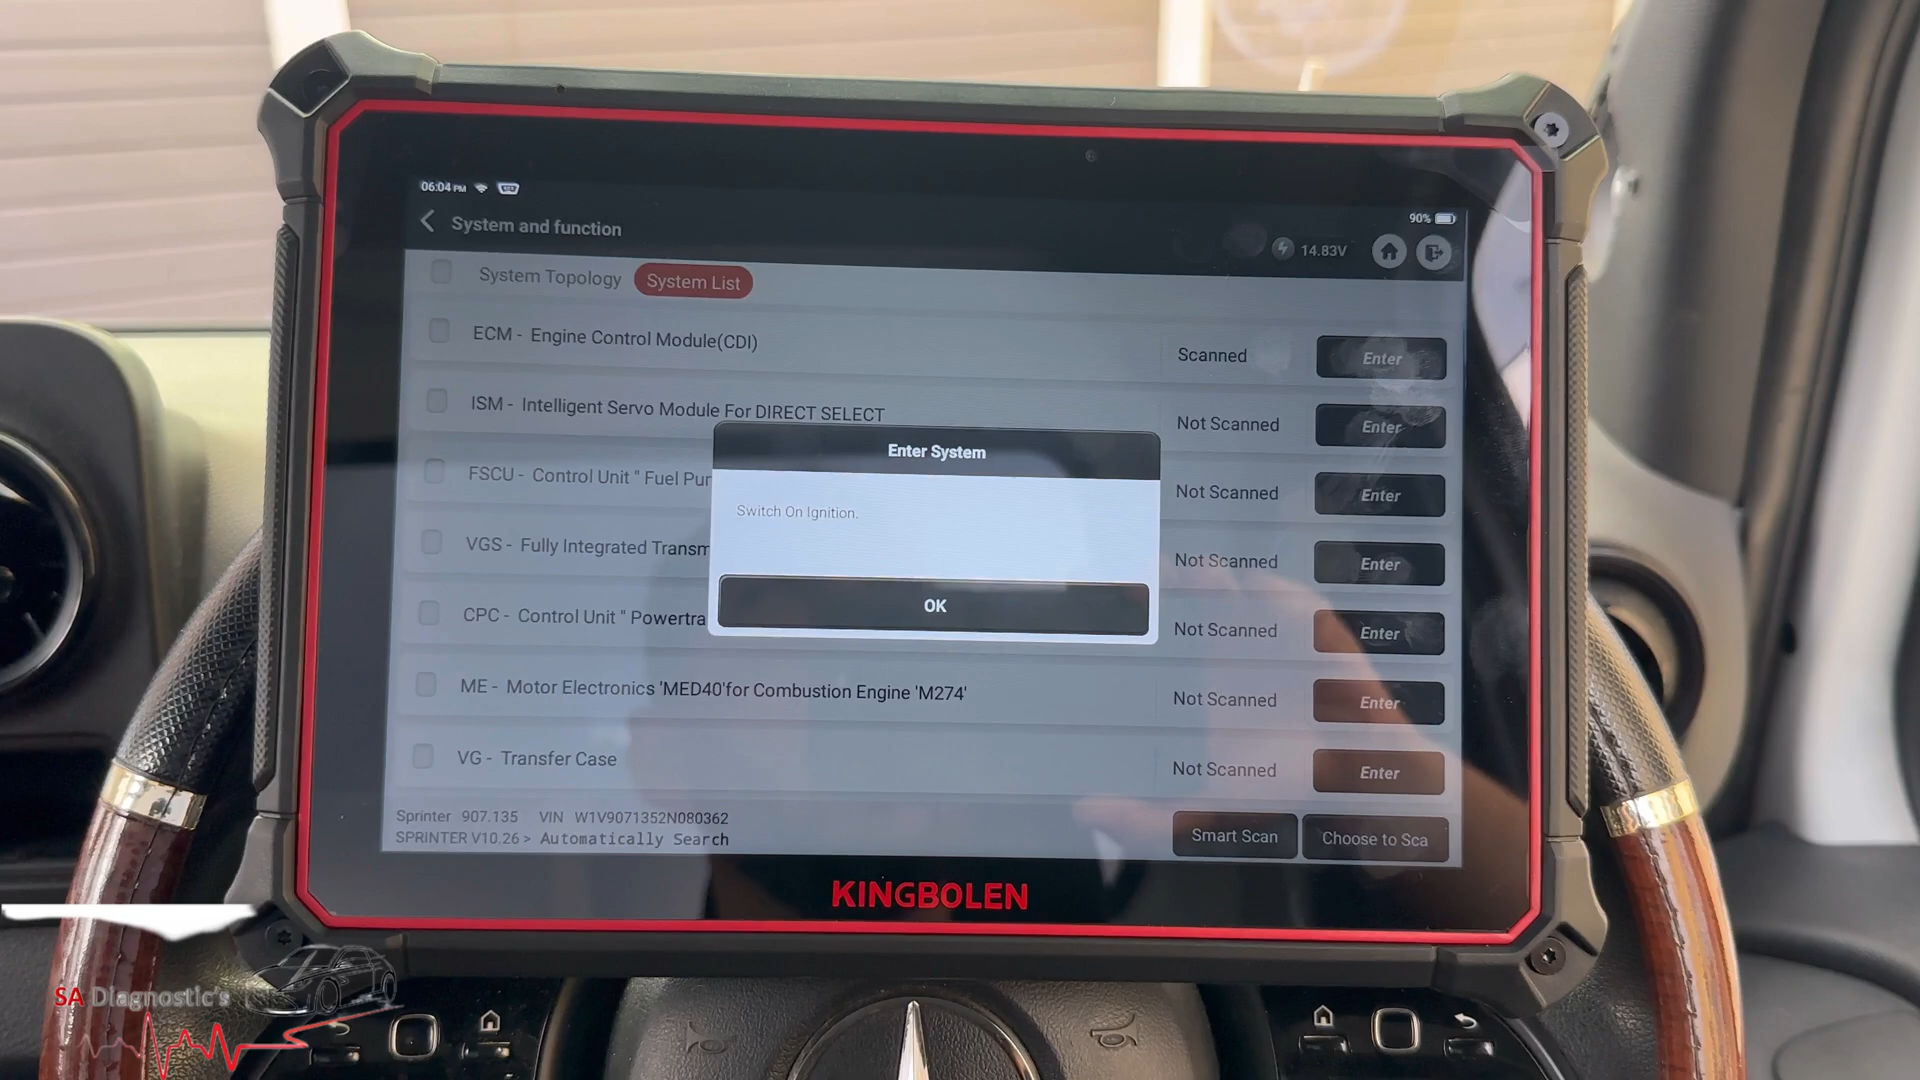 06:04 PM
90%
System and function
14.83V
System Topology
System List
ECM - Engine Control Module(CDI)
Scanned
Enter
ISM - Intelligent Servo Module For DIRECT SELECT
Not Scanned
Enter
FSCU - Control Unit " Fuel Pu
Not Scanned
Enter
VGS - Fully Integrated Transm
Not Scanned
Enter
CPC - Control Unit " Powertra
Not Scanned
Enter
ME - Motor Electronics 'MED40'for Combustion Engine 'M274'
Not Scanned
Enter
VG - Transfer Case
Not Scanned
Enter
Enter System
Switch On Ignition.
OK
Sprinter 907.135 VIN W1V9071352N080362
SPRINTER V10.26 > Automatically Search
Smart Scan
Choose to Sca
KINGBOLEN
SA Diagnostic's